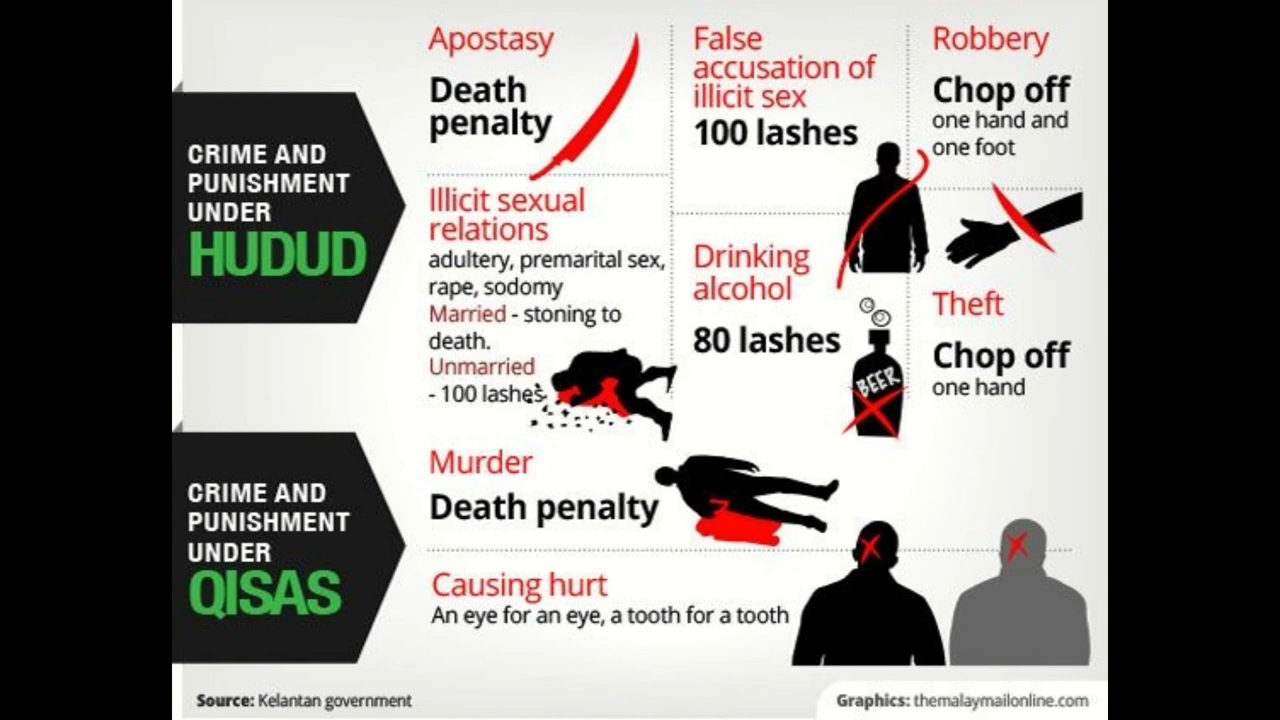 CRIME AND
PUNISHMENT
UNDER
HUDUD
Apostasy
Death
penalty
Illicit sexual
relations
adultery, premarital sex,
rape, sodomy
Married - stoning to
death.
Unmarried
- 100 lashes
False
accusation of
illicit sex
100 lashes
Drinking
alcohol
80 lashes
BEER
Robbery
Chop off
one hand and
one foot
Theft
Chop off
one hand
CRIME AND
PUNISHMENT
UNDER
QISAS
Murder
Death penalty
Causing hurt
An eye for an eye, a tooth for a tooth
Source: Kelantan government
Graphics: themalaymailonline.com